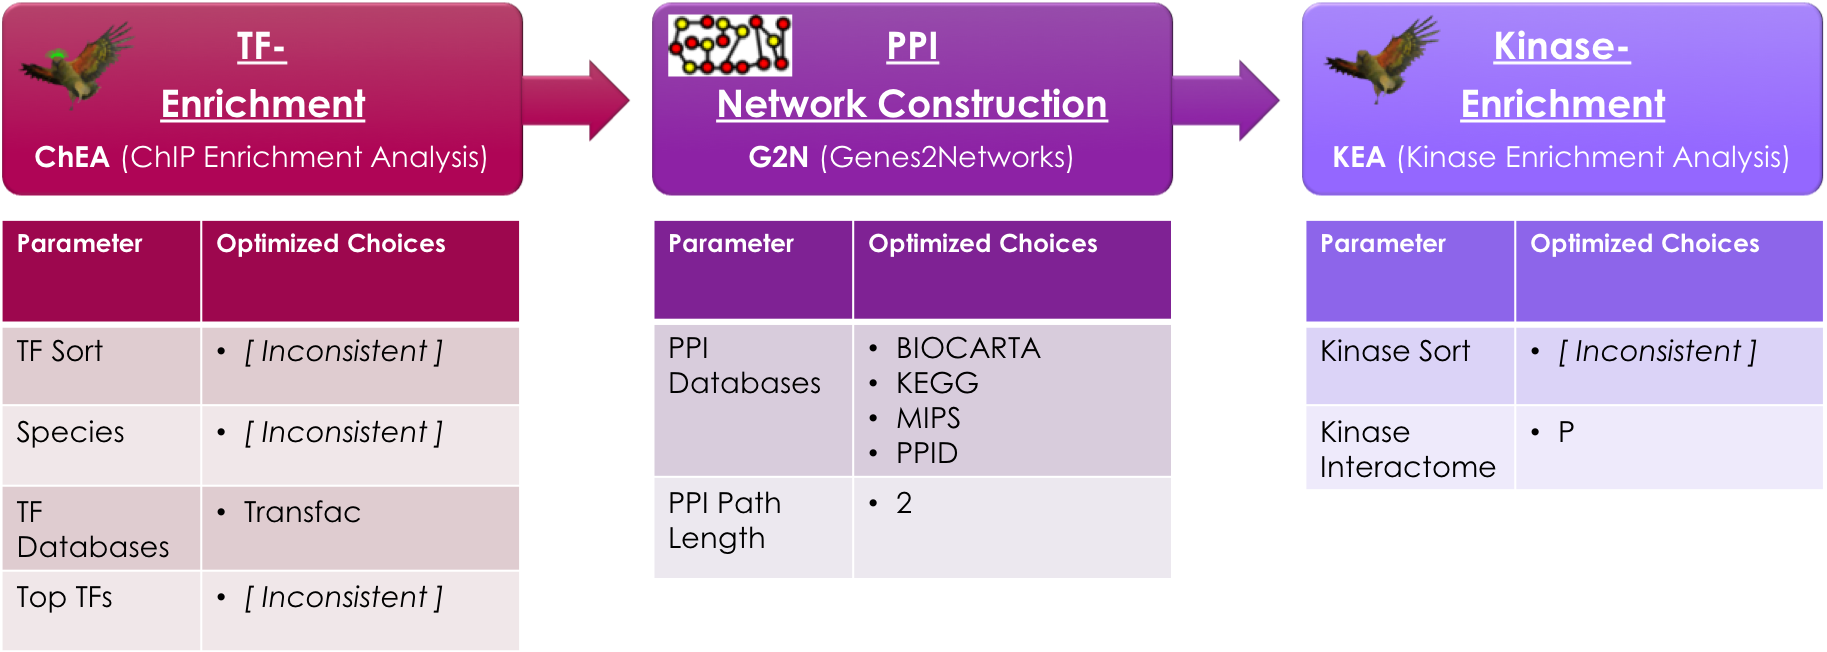 TF-
Enrichment
ChEA (ChIP Enrichment Analysis)
PPI
Network Construction
G2N (Genes2Networks)
Kinase-
Enrichment
KEA (Kinase Enrichment Analysis)
Parameter Optimized Choices
TF Sort • [ Inconsistent ]
Species • [ Inconsistent ]
TF
Databases
• Transfac
Top TFs • [ Inconsistent ]
Parameter Optimized Choices
PPI
Databases
• BIOCARTA
• KEGG
• MIPS
• PPID
PPI Path
Length
• 2
Parameter Optimized Choices
Kinase Sort • [ Inconsistent ]
Kinase
Interactome
• P